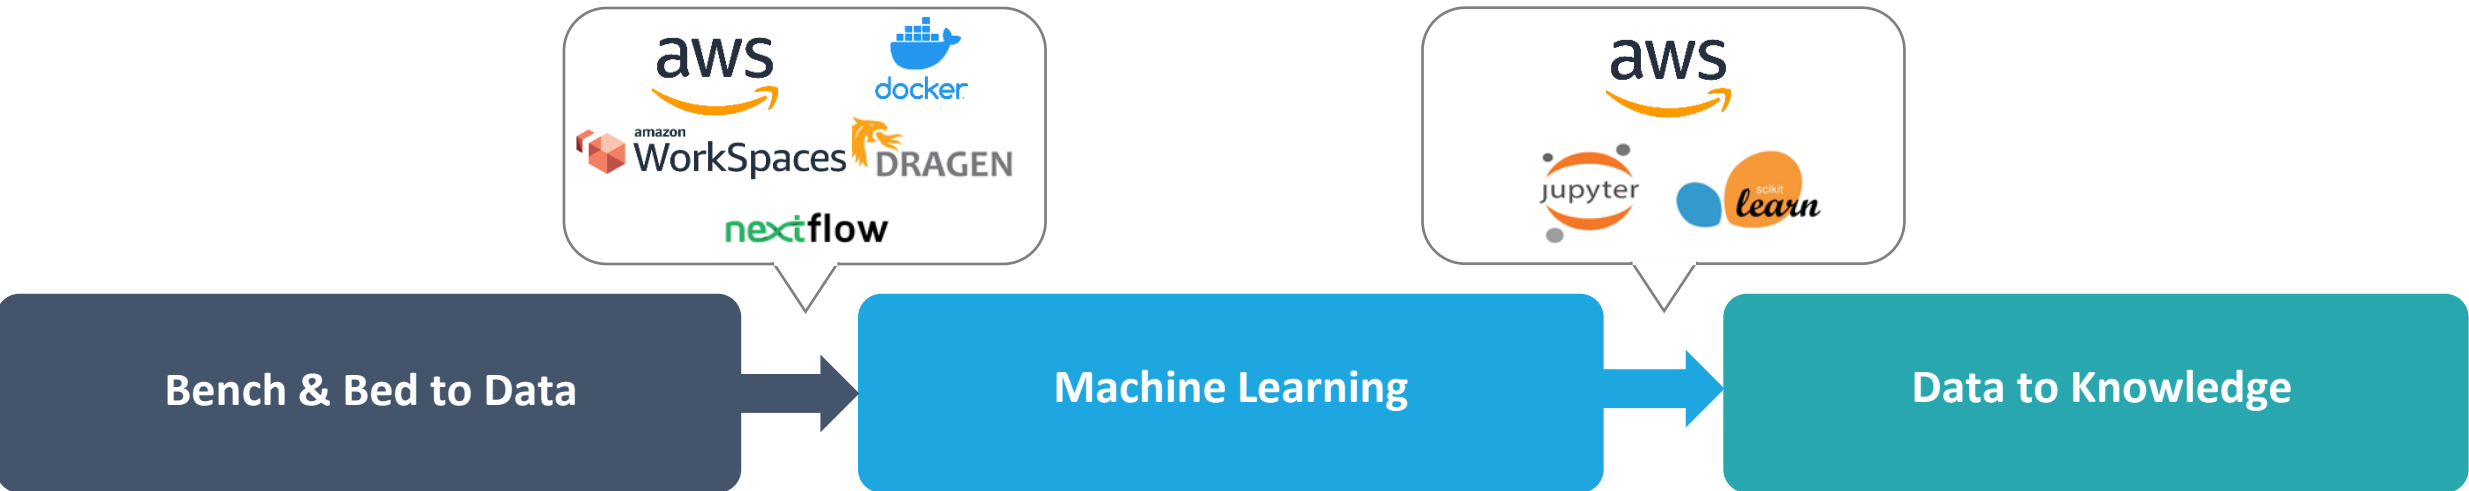 aws
docker
amazon
WorkSpaces
DRAGEN
nextflow
aws
jupyter
scikit
learn
Bench & Bed to Data
Machine Learning
Data to Knowledge